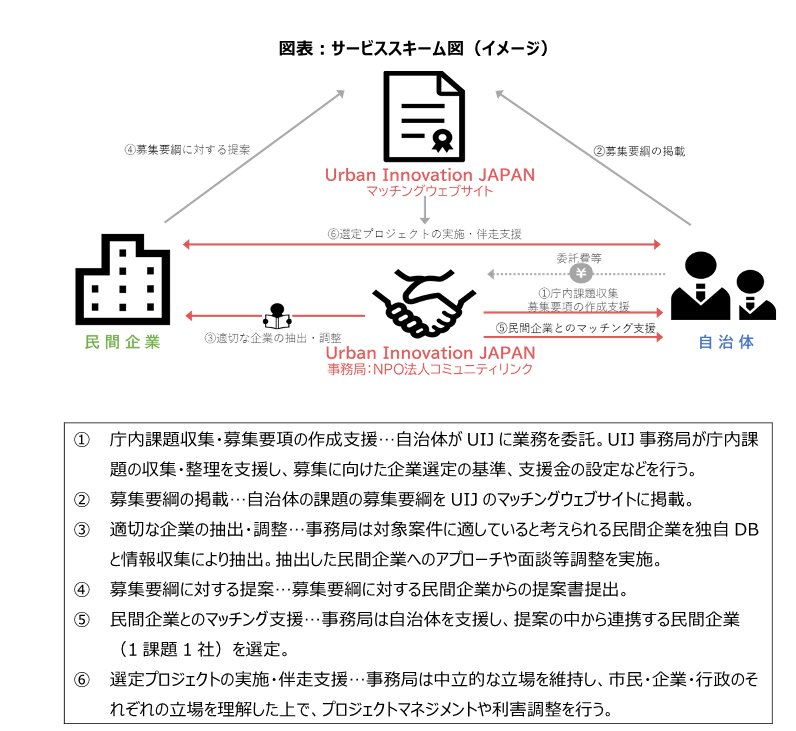 図表：サービススキーム図（イメージ）
④募集要綱に対する提案
②募集要綱の掲載
Urban Innovation JAPAN
マッチングウェブサイト
⑥選定プロジェクトの実施・伴走支援
委託費等
¥
①庁内課題収集
募集要項の作成支援
③適切な企業の抽出・調整
⑤民間企業とのマッチング支援
民間企業
自治体
Urban Innovation JAPAN
事務局：NPO法人コミュニティリンク
① 庁内課題収集・募集要項の作成支援…自治体が UIJ に業務を委託。UIJ 事務局が庁内課
題の収集・整理を支援し、募集に向けた企業選定の基準、支援金の設定などを行う。
② 募集要綱の掲載…自治体の課題の募集要綱を UIJ のマッチングウェブサイトに掲載。
③ 適切な企業の抽出・調整…事務局は対象案件に適していると考えられる民間企業を独自 DB
と情報収集により抽出。抽出した民間企業へのアプローチや面談等調整を実施。
④ 募集要綱に対する提案…募集要綱に対する民間企業からの提案書提出。
⑤ 民間企業とのマッチング支援…事務局は自治体を支援し、提案の中から連携する民間企業
（1 課題 1 社）を選定。
⑥ 選定プロジェクトの実施・伴走支援…事務局は中立的な立場を維持し、市民・企業・行政のそ
れぞれの立場を理解した上で、プロジェクトマネジメントや利害調整を行う。